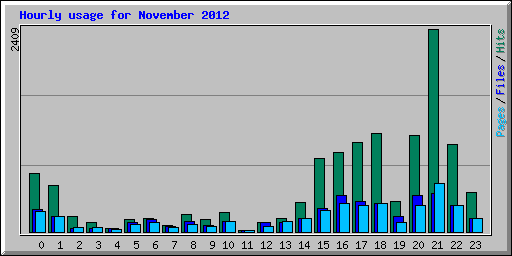 Hourly usage for November 2012
2409
Pages / Files / Hits
0 1 2 3 4 5 6 7 8 9 10 11 12 13 14 15 16 17 18 19 20 21 22 23